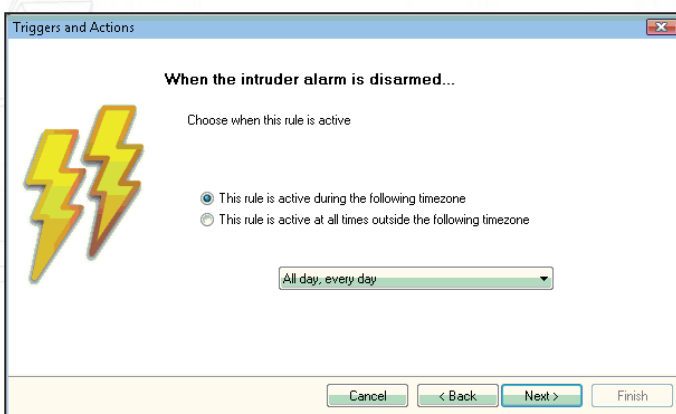 Triggers and Actions
When the intruder alarm is disarmed...
Choose when this rule is active
This rule is active during the following timezone
This rule is active at all times outside the following timezone
All day, every day
Cancel
< Back
Next >
Finish